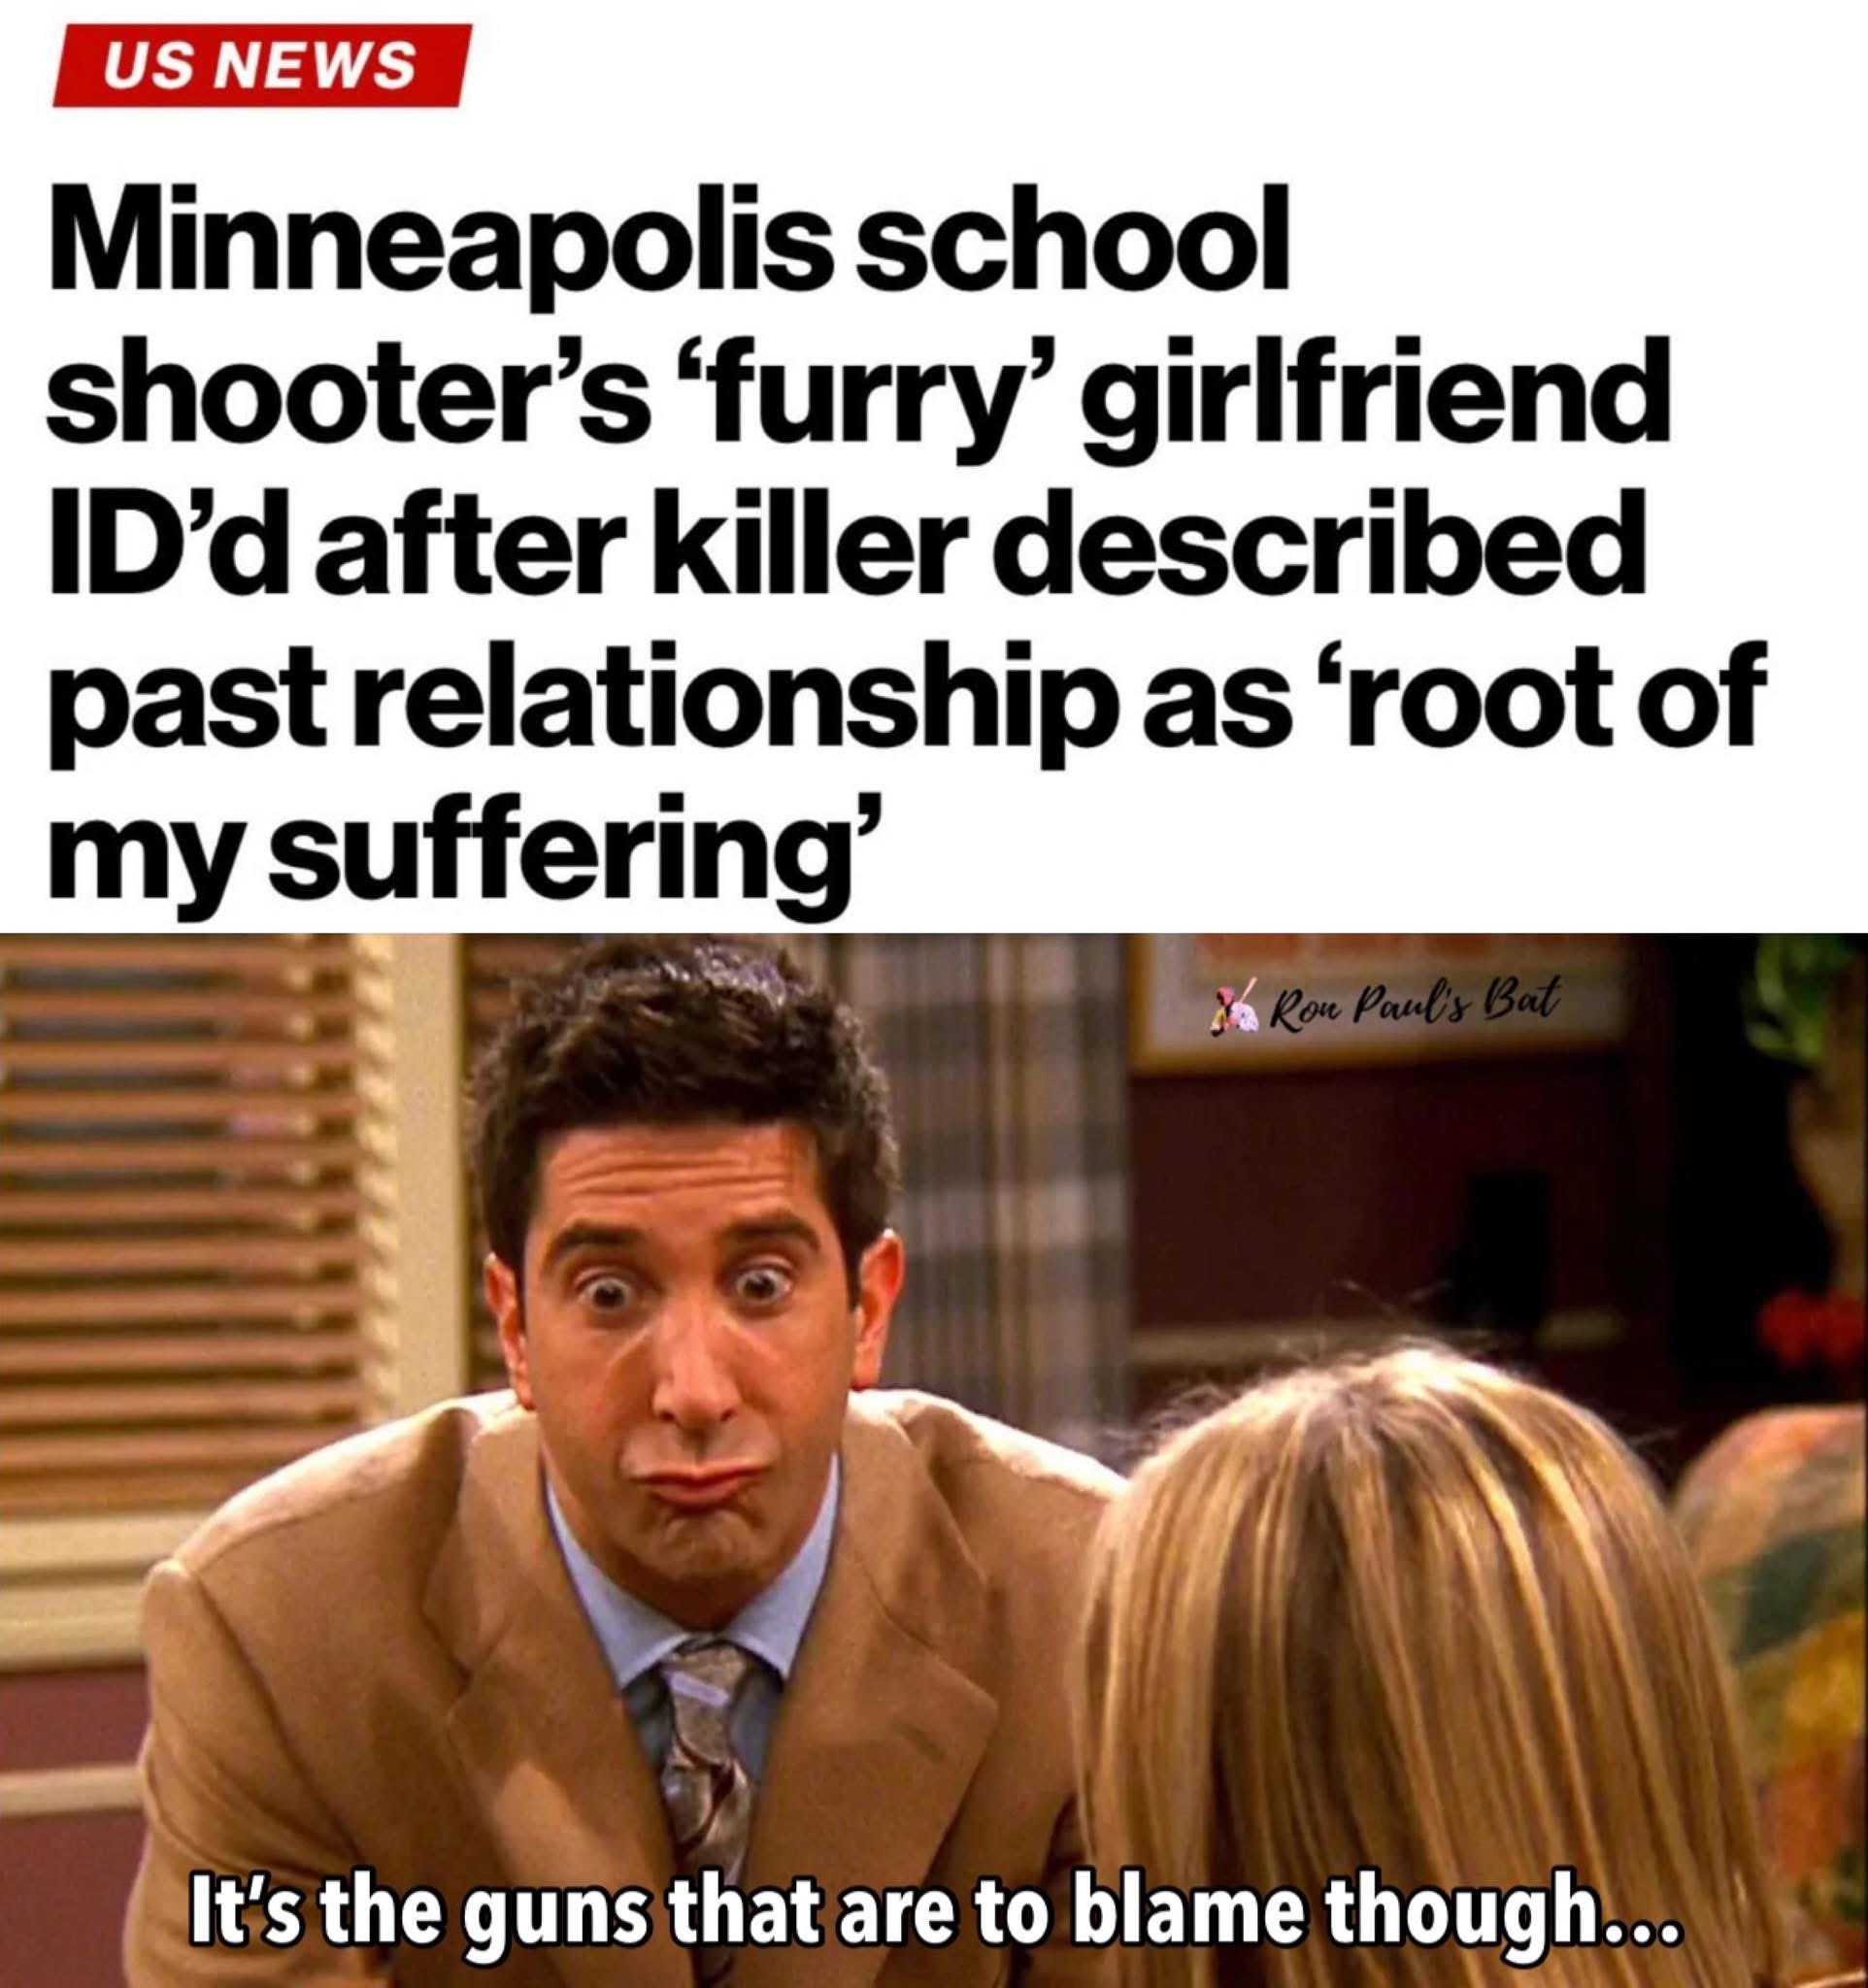 US NEWS
Minneapolis school
shooter’s ‘furry’ girlfriend
ID’d after killer described
past relationship as ‘root of
my suffering’
Ron Paul's Bat
It's the guns that are to blame though...